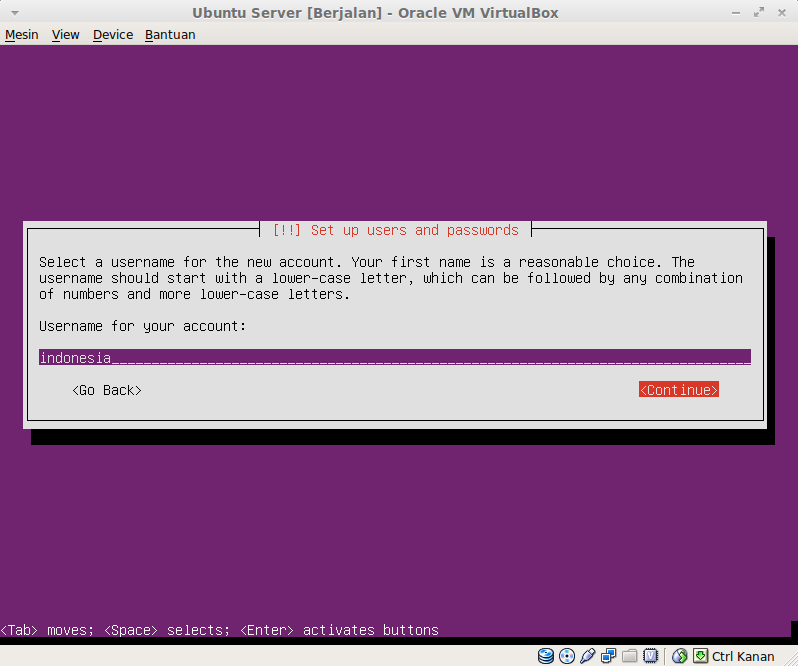 Ubuntu Server [Berjalan] - Oracle VM VirtualBox
Mesin View Device Bantuan
[!!] Set up users and passwords
Select a username for the new account. Your first name is a reasonable choice. The
username should start with a lower-case letter, which can be followed by any combination
of numbers and more lower-case letters.
Username for your account:
indonesia
<Go Back> <Continue>
<Tab> moves; <Space> selects; <Enter> activates buttons
Ctrl Kanan